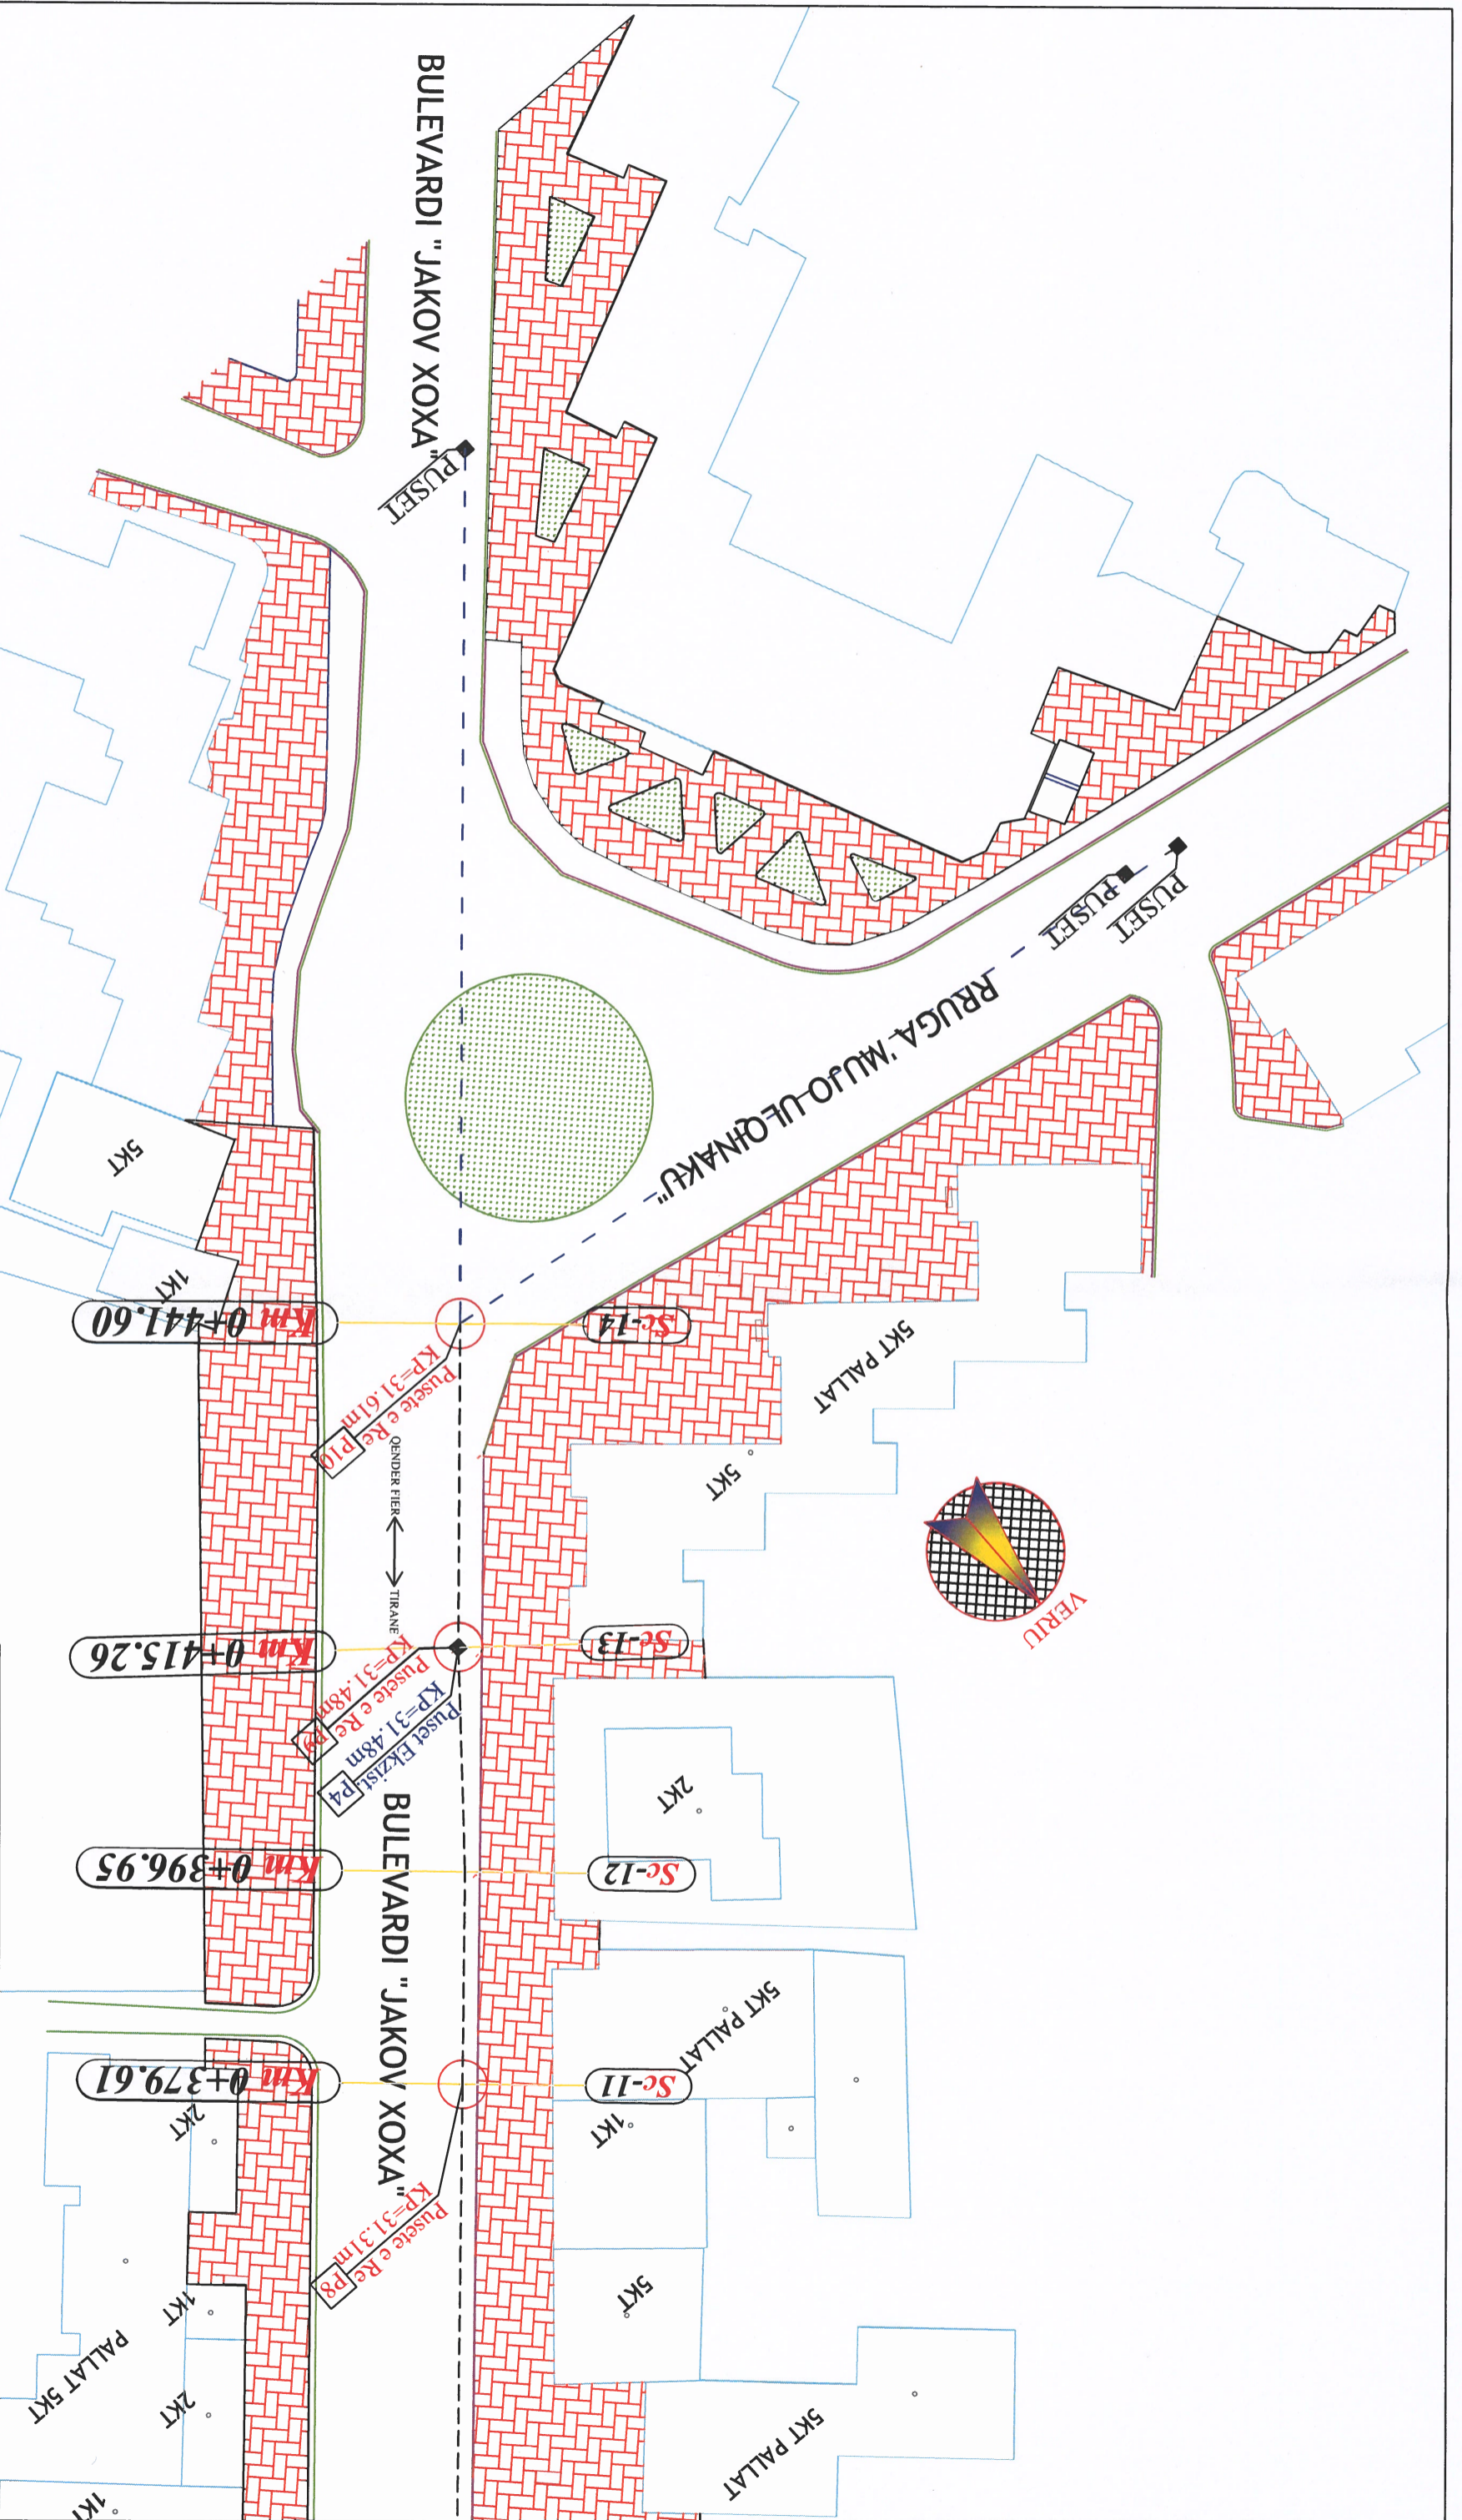 BULEVARDI "JAKOV XOXA"
PUSET
PUSET
PUSET
RRUGA "MUJO ULQINAKU"
5KT
1KT
Km 0+441.60
Sc-14
5KT PALLAT
Pusete e Re
KP=31.61m
P10
5KT
QENDER FIER
TIRANE
VERIU
Km 0+415.26
Sc-13
Pusete e Re
KP=31.48m
P9
Puset Ekzist.
KP=31.48m
P4
2KT
BULEVARDI "JAKOV XOXA"
Km 0+396.95
Sc-12
5KT PALLAT
Km 0+379.61
Sc-11
2KT
1KT
Pusete e Re
KP=31.31m
P8
5KT
1KT
PALLAT 5KT
2KT
5KT PALLAT
1KT